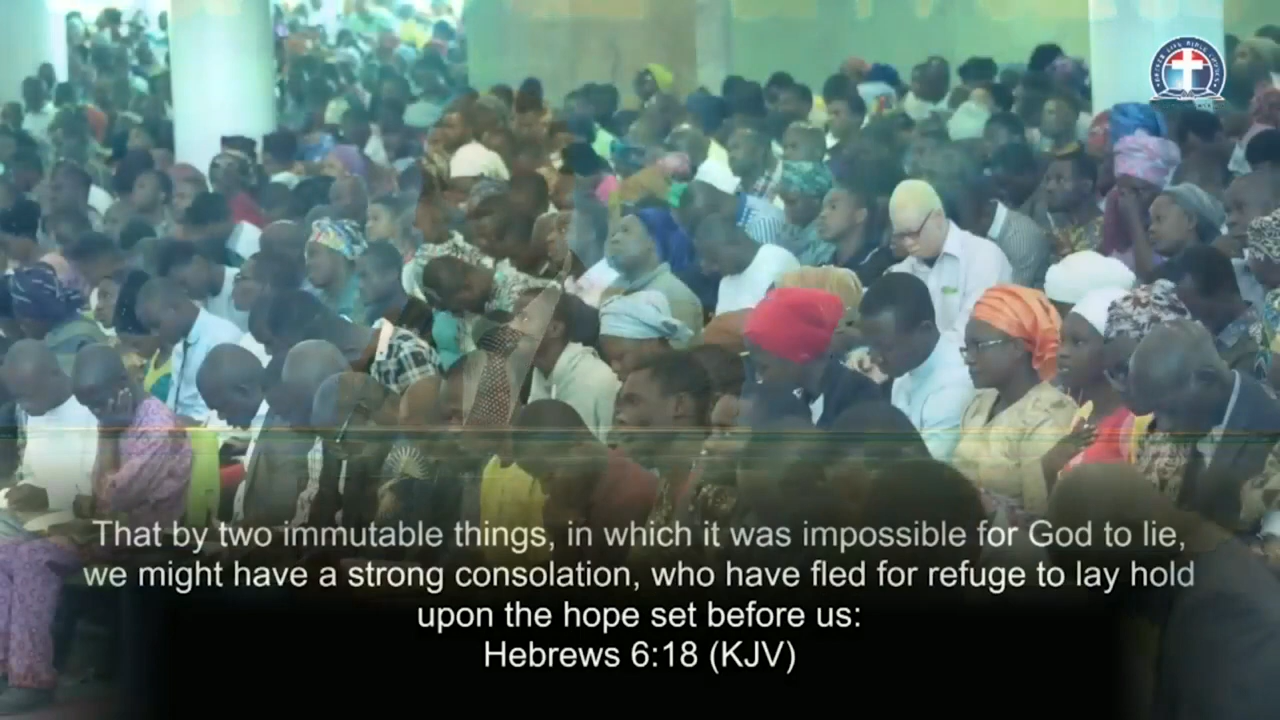 That by two immutable things, in which it was impossible for God to lie,
we might have a strong consolation, who have fled for refuge to lay hold
upon the hope set before us:
Hebrews 6:18 (KJV)